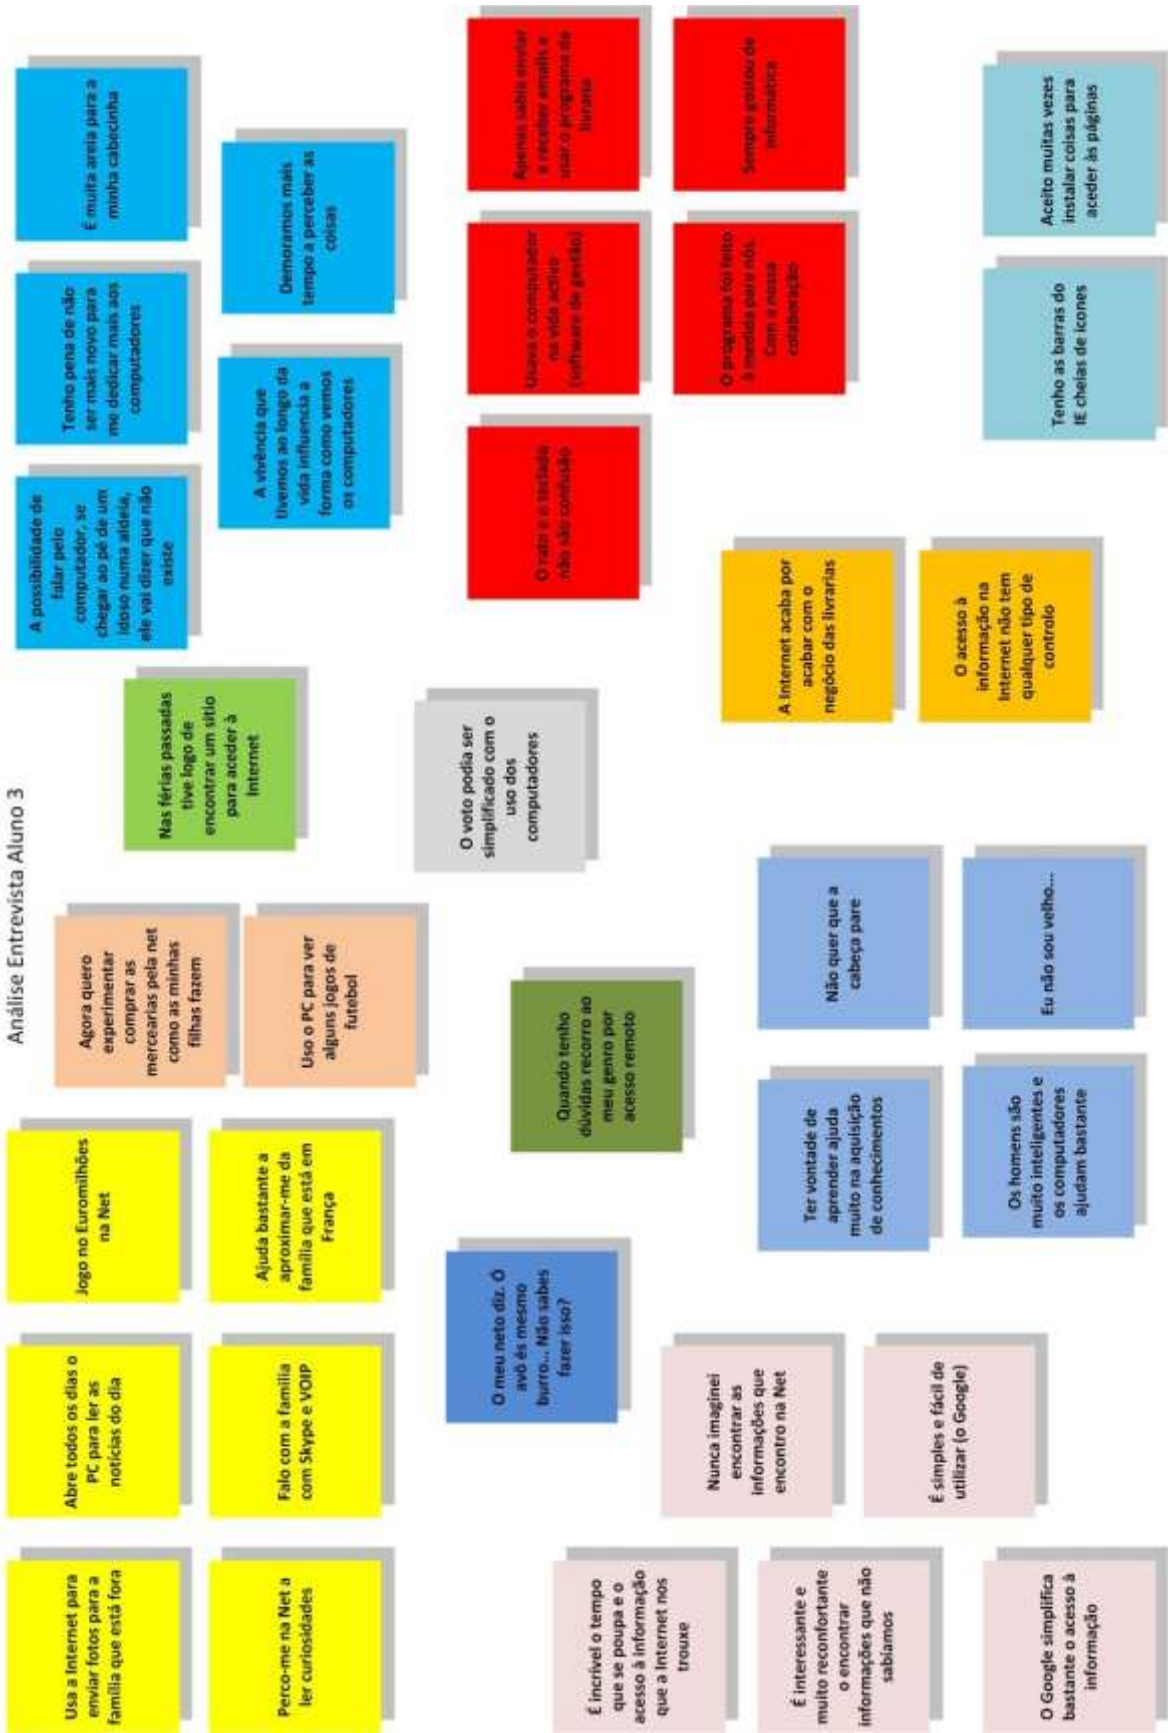 Análise Entrevista Aluno 3
Usa a Internet para
enviar fotos para a
família que está fora
Abre todos os dias o
PC para ler as
notícias do dia
Jogo no Euromilhões
na Net
Perco-me na Net a
ler curiosidades
Falo com a família
com Skype e VOIP
Ajuda bastante a
aproximar-me da
família que está em
França
Agora quero
experimentar
comprar as
mercearias pela net
como as minhas
filhas fazem
Uso o PC para ver
alguns jogos de
futebol
Nas férias passadas
tive logo de
encontrar um sítio
para aceder à
Internet
A possibilidade de
falar pelo
computador, se
chegar ao pé de um
idoso numa aldeia,
ele vai dizer que não
existe
Tenho pena de não
ser mais novo para
me dedicar mais aos
computadores
É muita areia para a
minha cabecinha
A vivência que
tivemos ao longo da
vida influencia a
forma como vemos
os computadores
Demoramos mais
tempo a perceber as
coisas
O meu neto diz. Ó
avô és mesmo
burro... Não sabes
fazer isso?
Quando tenho
dúvidas recorro ao
meu genro por
acesso remoto
O voto podia ser
simplificado com o
uso dos
computadores
O rato e o teclado
não são confusão
Usava o computador
na vida activa
(software de gestão)
Apenas sabia enviar
e receber emails e
usar o programa da
livraria
O programa foi feito
à medida para nós.
Com a nossa
colaboração
Sempre gostou de
informática
É incrível o tempo
que se poupa e o
acesso à informação
que a Internet nos
trouxe
Nunca imaginei
encontrar as
informações que
encontro na Net
É interessante e
muito reconfortante
o encontrar
informações que não
sabiamos
É simples e fácil de
utilizar (o Google)
O Google simplifica
bastante o acesso à
informação
Ter vontade de
aprender ajuda
muito na aquisição
de conhecimentos
Não quer que a
cabeça pare
Os homens são
muito inteligentes e
os computadores
ajudam bastante
Eu não sou velho...
A Internet acaba por
acabar com o
negócio das livrarias
O acesso à
informação na
Internet não tem
qualquer tipo de
controlo
Tenho as barras do
IE cheias de icones
Aceito muitas vezes
instalar coisas para
aceder às páginas